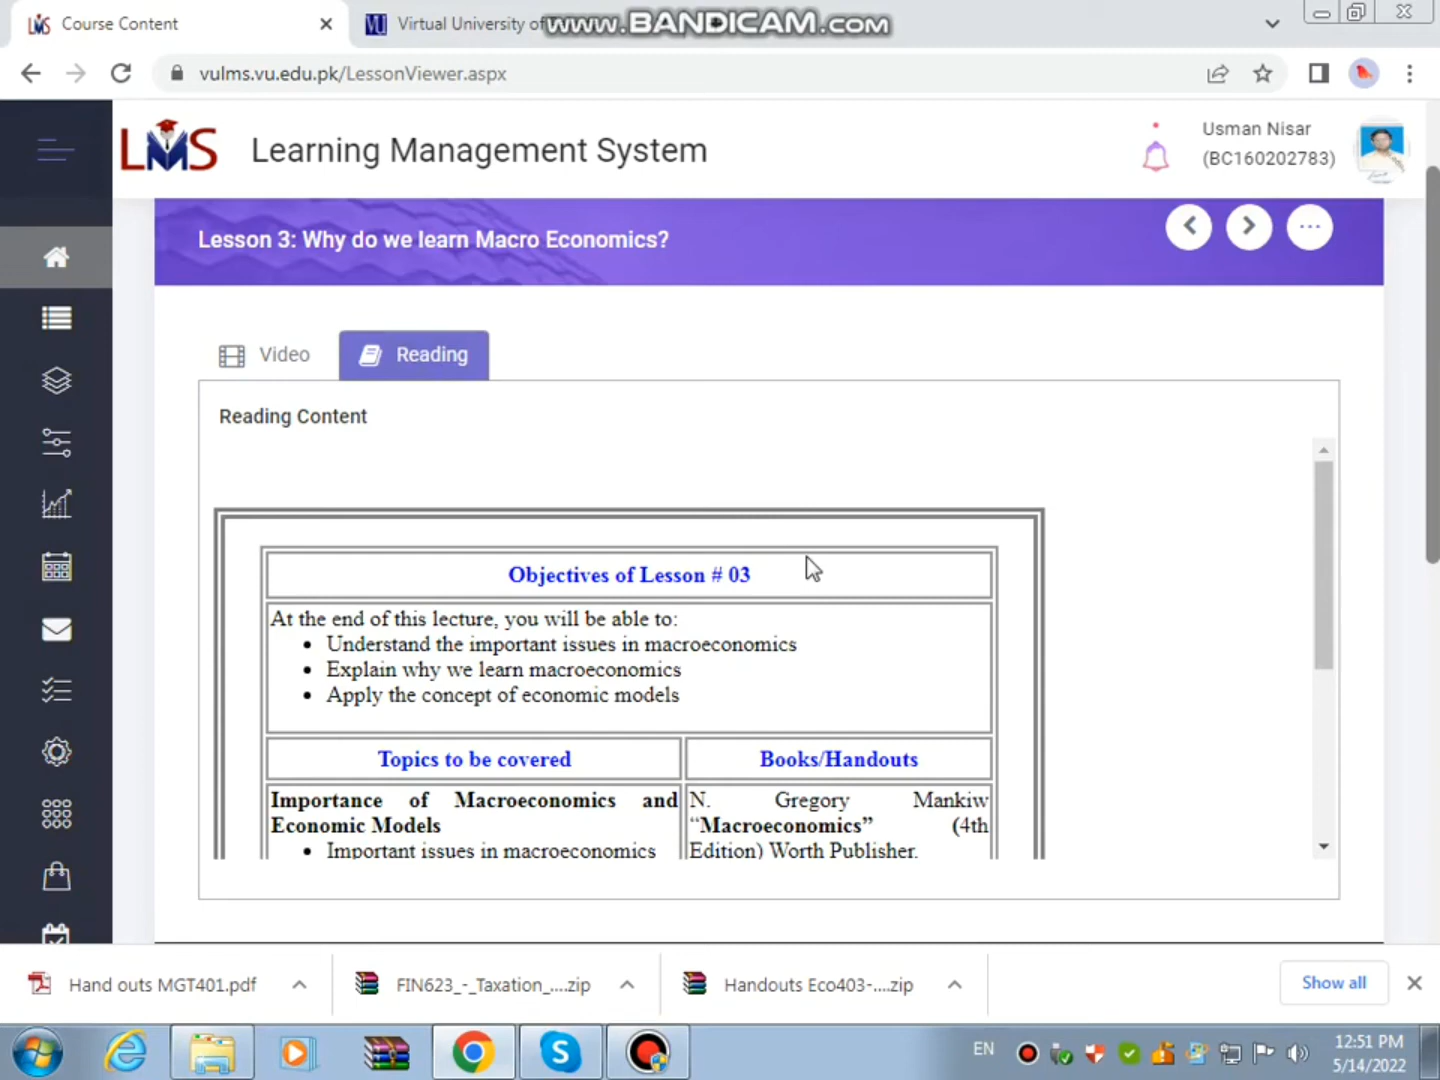 Course Content
Virtual University of
www.BANDICAM.com
vulms.vu.edu.pk/LessonViewer.aspx
LMS
Learning Management System
Usman Nisar
(BC160202783)
Lesson 3: Why do we learn Macro Economics?
Video
Reading
Reading Content
Objectives of Lesson # 03
At the end of this lecture, you will be able to:
• Understand the important issues in macroeconomics
• Explain why we learn macroeconomics
• Apply the concept of economic models
Topics to be covered
Books/Handouts
Importance of Macroeconomics and
Economic Models
• Important issues in macroeconomics
N. Gregory Mankiw
“Macroeconomics” (4th
Edition) Worth Publisher.
Hand outs MGT401.pdf
FIN623_-_Taxation_....zip
Handouts Eco403-....zip
Show all
EN
12:51 PM
5/14/2022